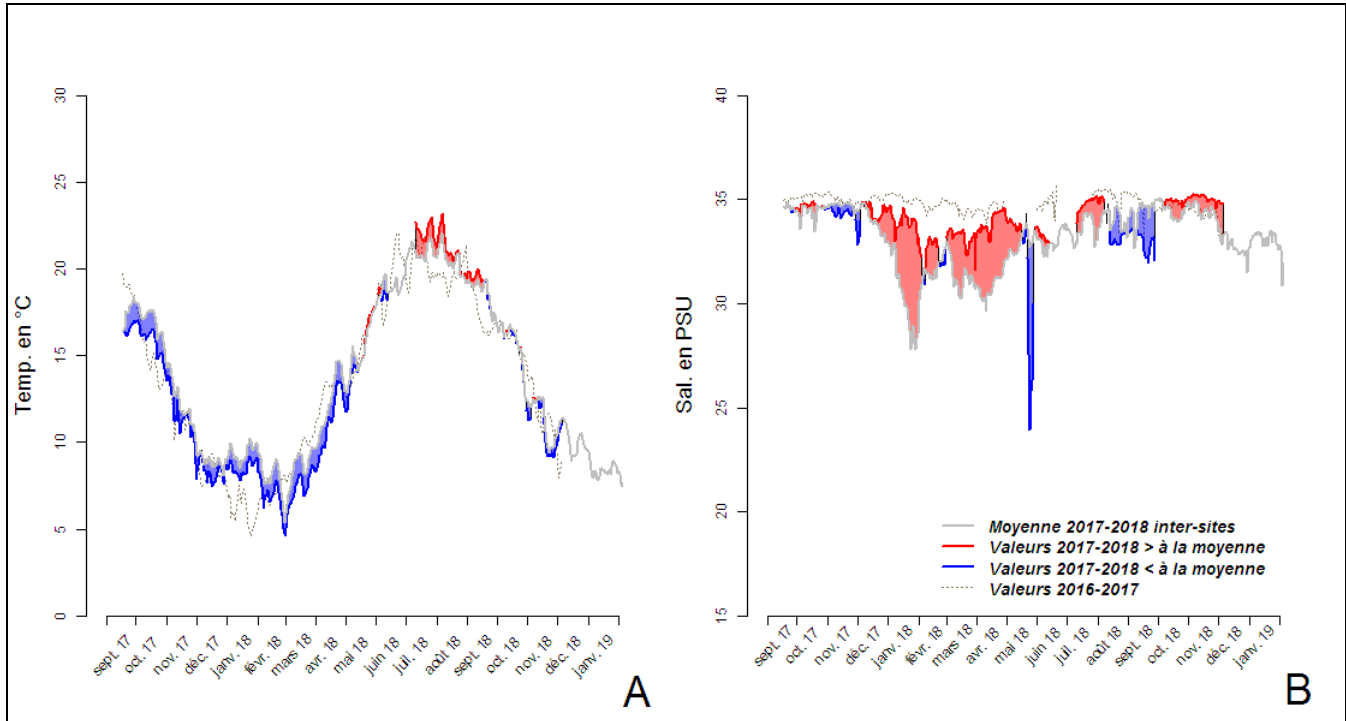 Temp. en °C
30
25
20
15
10
5
0
sept. 17
oct. 17
nov. 17
déc. 17
janv. 18
févr. 18
mars 18
avr. 18
mai 18
juin 18
juil. 18
août 18
sept. 18
oct. 18
nov. 18
déc. 18
janv. 19
A
Sal. en PSU
40
35
30
25
20
15
sept. 17
oct. 17
nov. 17
déc. 17
janv. 18
févr. 18
mars 18
avr. 18
mai 18
juin 18
juil. 18
août 18
sept. 18
oct. 18
nov. 18
déc. 18
janv. 19
Moyenne 2017-2018 inter-sites
Valeurs 2017-2018 > à la moyenne
Valeurs 2017-2018 < à la moyenne
Valeurs 2016-2017
B